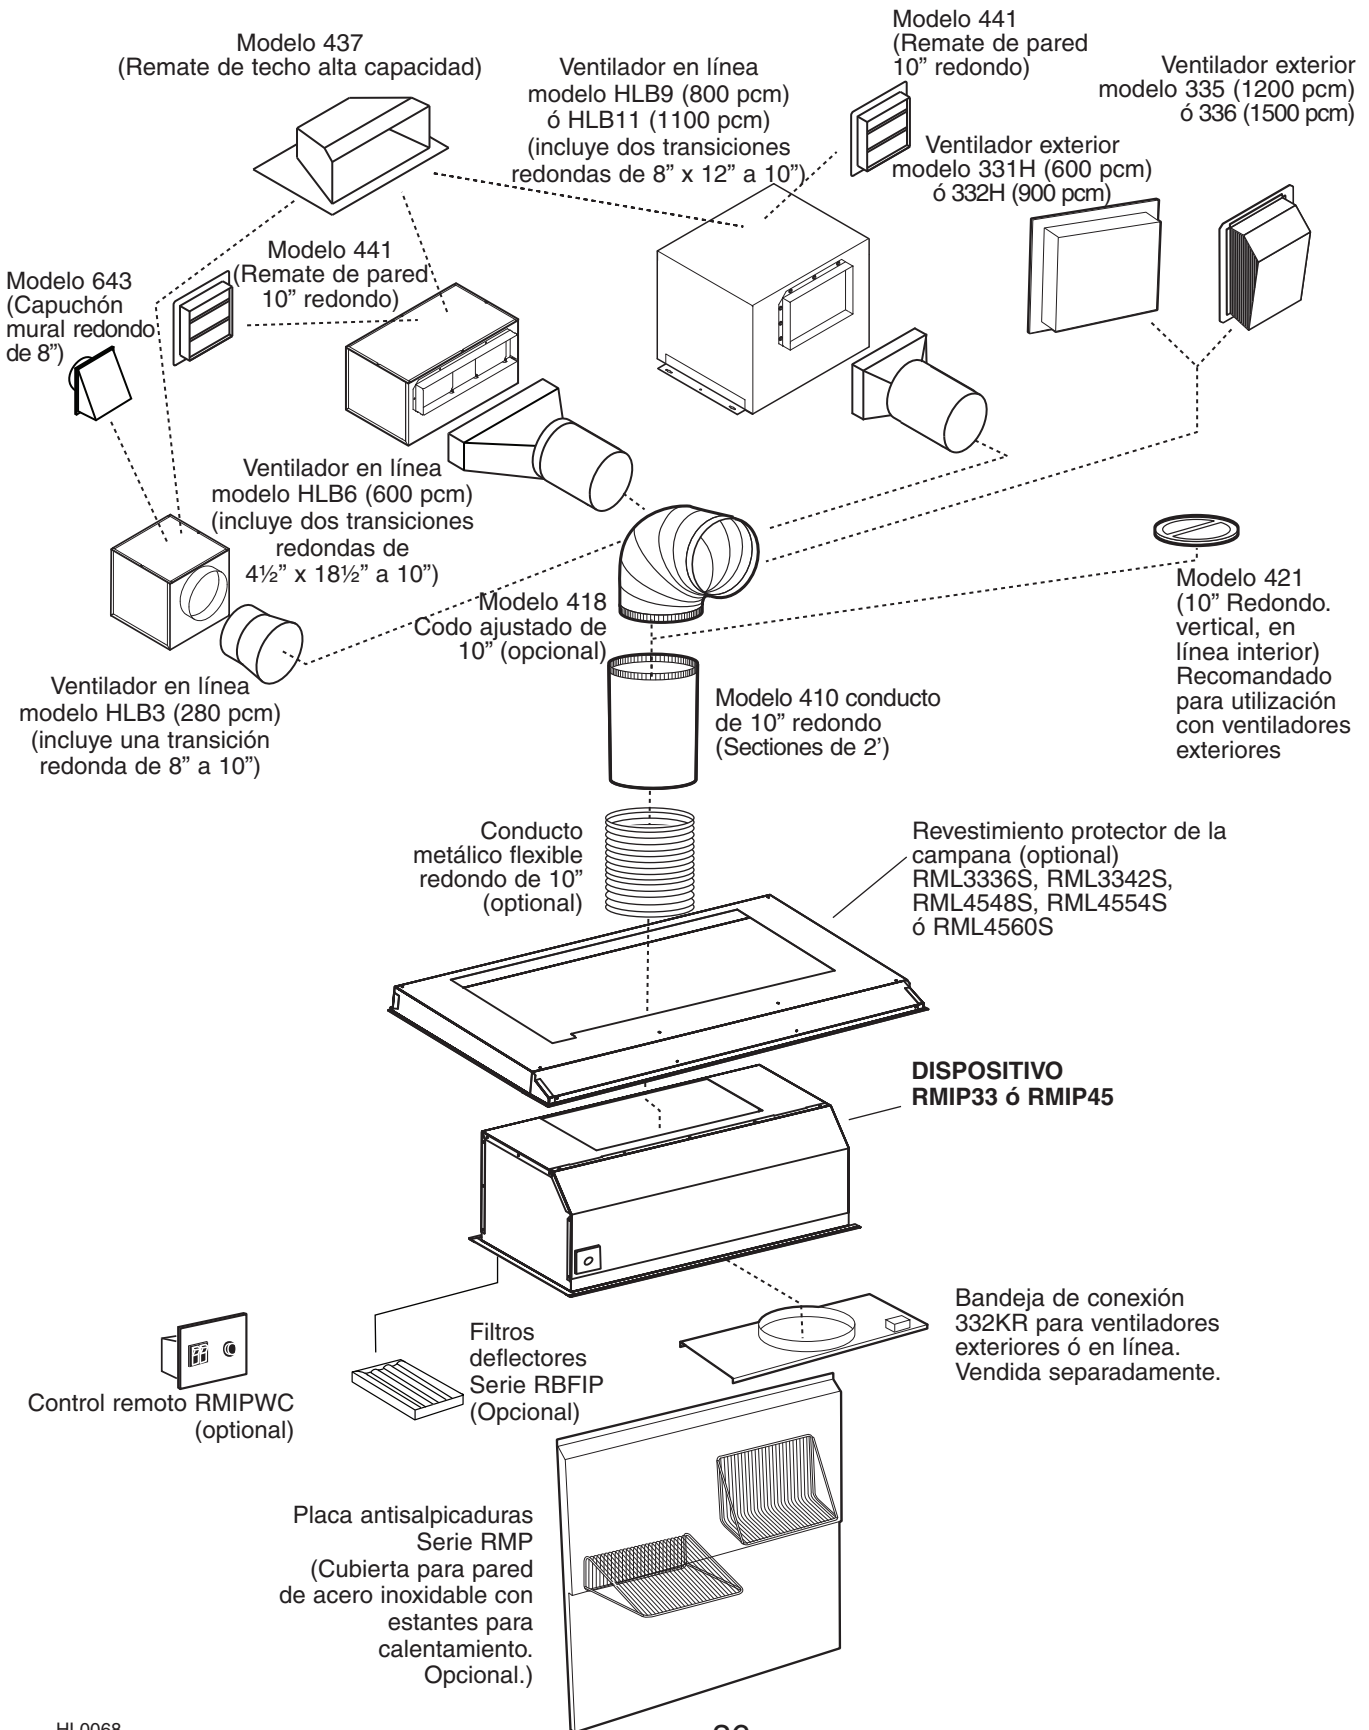 Modelo 437
(Remate de techo alta capacidad)
Ventilador en línea
modelo HLB9 (800 pcm)
ó HLB11 (1100 pcm)
(incluye dos transiciones
redondas de 8” x 12” a 10”)
Modelo 441
(Remate de pared
10” redondo)
Ventilador exterior
modelo 335 (1200 pcm)
ó 336 (1500 pcm)
Ventilador exterior
modelo 331H (600 pcm)
ó 332H (900 pcm)
Modelo 643
(Capuchón
mural redondo
de 8”)
Modelo 441
(Remate de pared
10” redondo)
Ventilador en línea
modelo HLB6 (600 pcm)
(incluye dos transiciones
redondas de
4½” x 18½” a 10”)
Modelo 418
Codo ajustado de
10” (opcional)
Modelo 421
(10” Redondo.
vertical, en
línea interior)
Recomandado
para utilización
con ventiladores
exteriores
Ventilador en línea
modelo HLB3 (280 pcm)
(incluye una transición
redonda de 8” a 10”)
Modelo 410 conducto
de 10” redondo
(Sectiones de 2’)
Conducto
metálico flexible
redondo de 10”
(optional)
Revestimiento protector de la
campana (optional)
RML3336S, RML3342S,
RML4548S, RML4554S
ó RML4560S
DISPOSITIVO
RMIP33 ó RMIP45
Bandeja de conexión
332KR para ventiladores
exteriores ó en línea.
Vendida separadamente.
Filtros
deflectores
Serie RBFIP
(Opcional)
Control remoto RMIPWC
(optional)
Placa antisalpicaduras
Serie RMP
(Cubierta para pared
de acero inoxidable con
estantes para
calentamiento.
Opcional.)